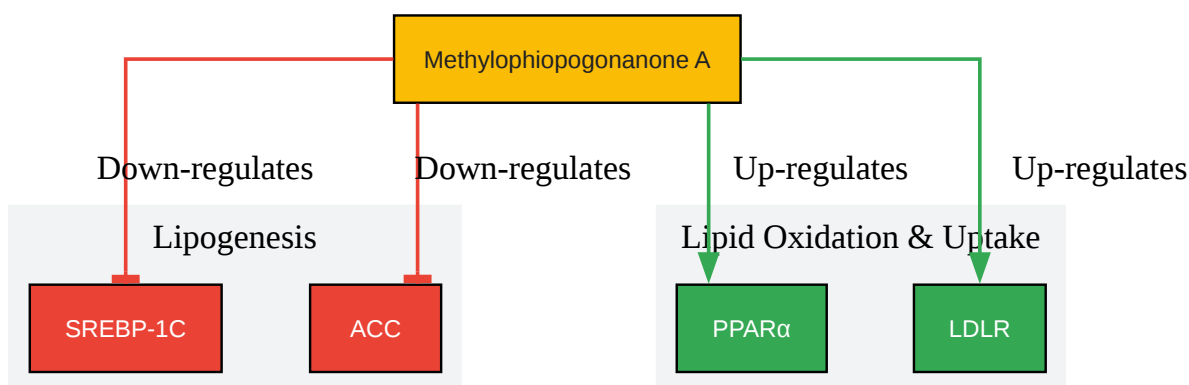 Methylophiopogonanone A
Down-regulates
Down-regulates
Up-regulates
Up-regulates
Lipogenesis
Lipid Oxidation & Uptake
SREBP-1C
ACC
PPARα
LDLR